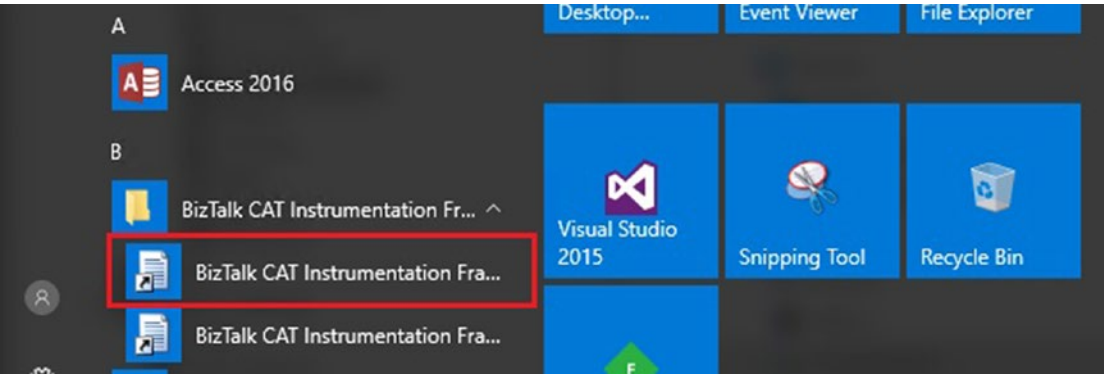 A
Access 2016
B
BizTalk CAT Instrumentation Fr...
BizTalk CAT Instrumentation Fra...
BizTalk CAT Instrumentation Fra...
Desktop...
Event Viewer
File Explorer
Visual Studio
2015
Snipping Tool
Recycle Bin
E